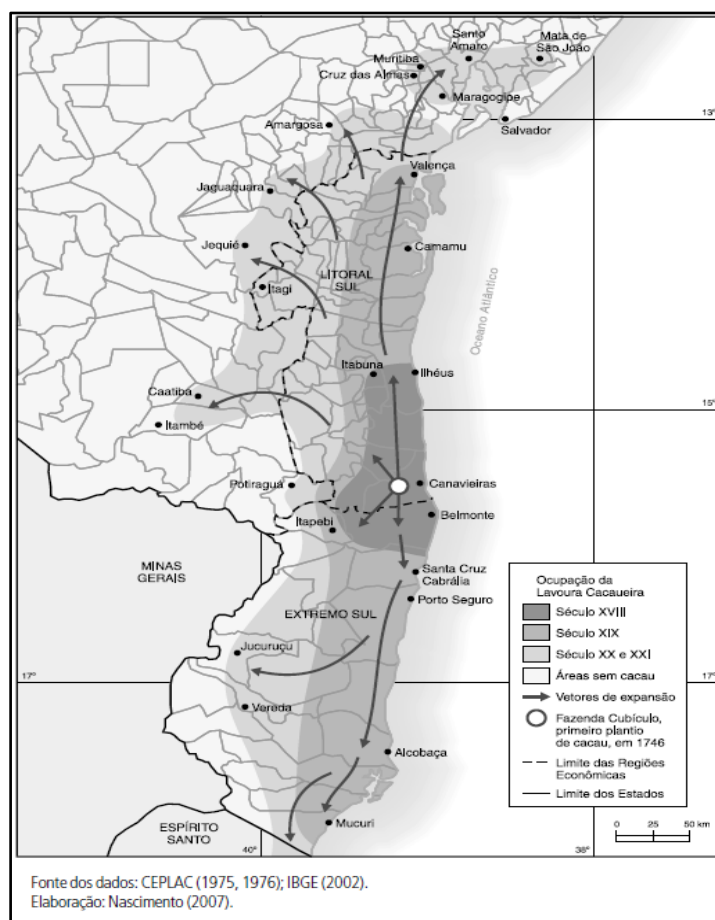 Santo
Amaro
Mata de
São João
Muritiba
Cruz das Almas
Maragogipe
13°
Amargosa
Salvador
Valença
Jaguaquara
Jequié
Camamu
LITORAL
SUL
Itagi
Oceano Atlântico
Itabuna
Ilhéus
Caatiba
15°
Itambé
Potiraguá
Canavieiras
Belmonte
Itapebi
MINAS
GERAIS
Santa Cruz
Cabrália
Porto Seguro
EXTREMO SUL
Jucuruçu
17°
17°
Vereda
Alcobaça
ESPÍRITO
SANTO
Mucuri
40°
38°
Ocupação da
Lavoura Cacaueira
Século XVIII
Século XIX
Século XX e XXI
Áreas sem cacau
Vetores de expansão
Fazenda Cubículo,
primeiro plantio
de cacau, em 1746
Limite das Regiões
Econômicas
Limite dos Estados
0 25 50 km
Fonte dos dados: CEPLAC (1975, 1976); IBGE (2002).
Elaboração: Nascimento (2007).